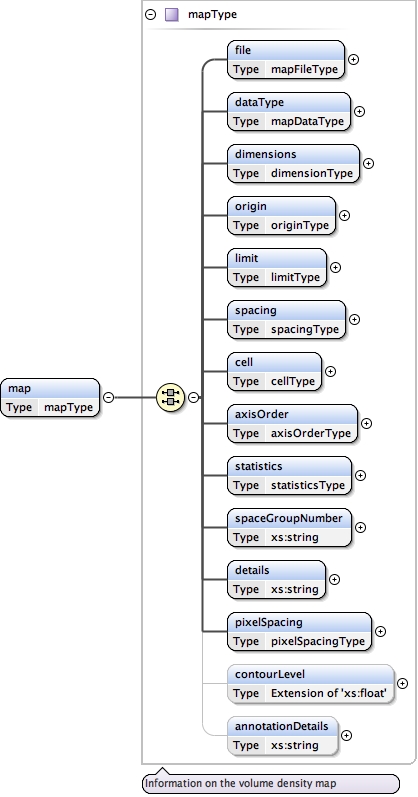 mapType
file
Type mapFileType
dataType
Type mapDataType
dimensions
Type dimensionType
origin
Type originType
limit
Type limitType
spacing
Type spacingType
cell
Type cellType
map
Type mapType
axisOrder
Type axisOrderType
statistics
Type statisticsType
spaceGroupNumber
Type xs:string
details
Type xs:string
pixelSpacing
Type pixelSpacingType
contourLevel
Type Extension of 'xs:float'
annotationDetails
Type xs:string
Information on the volume density map